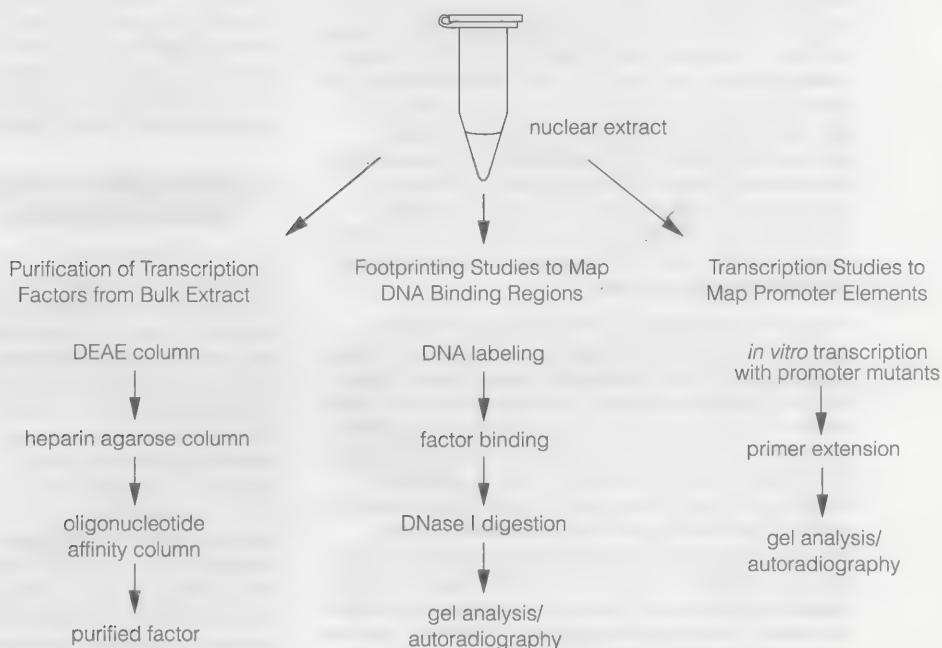 nuclear extract
Purification of Transcription
Factors from Bulk Extract
DEAE column
heparin agarose column
oligonucleotide
affinity column
purified factor
Footprinting Studies to Map
DNA Binding Regions
DNA labeling
factor binding
DNase I digestion
gel analysis/
autoradiography
Transcription Studies to
Map Promoter Elements
in vitro transcription
with promoter mutants
primer extension
gel analysis/
autoradiography